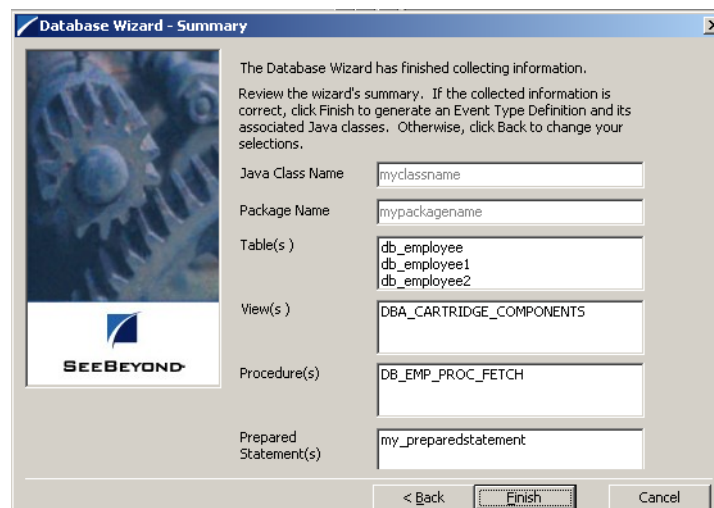 Database Wizard - Summary
The Database Wizard has finished collecting information.
Review the wizard's summary. If the collected information is
correct, click Finish to generate an Event Type Definition and its
associated Java classes. Otherwise, click Back to change your
selections.
Java Class Name
myclassname
Package Name
mypackagename
Table(s )
db_employee
db_employee1
db_employee2
View(s )
DBA_CARTRIDGE_COMPONENTS
SEEBEYOND
Procedure(s)
DB_EMP_PROC_FETCH
Prepared
Statement(s)
my_preparedstatement
< Back
Finish
Cancel